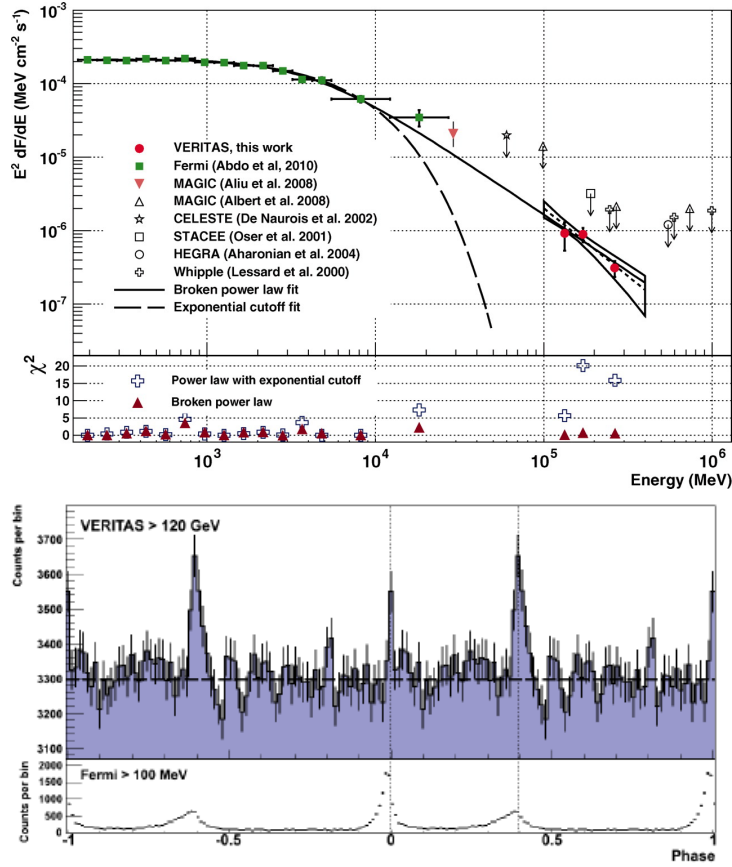 10-3
10-4
10-5
10-6
10-7
E2 dF/dE (MeV cm-2 s-1)
VERITAS, this work
Fermi (Abdo et al, 2010)
MAGIC (Aliu et al. 2008)
MAGIC (Albert et al. 2008)
CELESTE (De Naurois et al. 2002)
STACEE (Oser et al. 2001)
HEGRA (Aharonian et al. 2004)
Whipple (Lessard et al. 2000)
Broken power law fit
Exponential cutoff fit
χ2
20
15
10
5
0
Power law with exponential cutoff
Broken power law
103
104
105
106
Energy (MeV)
Counts per bin
VERITAS > 120 GeV
3700
3600
3500
3400
3300
3200
3100
Counts per bin
2000
1500
1000
500
0
Fermi > 100 MeV
-1
-0.5
0
0.5
1
Phase